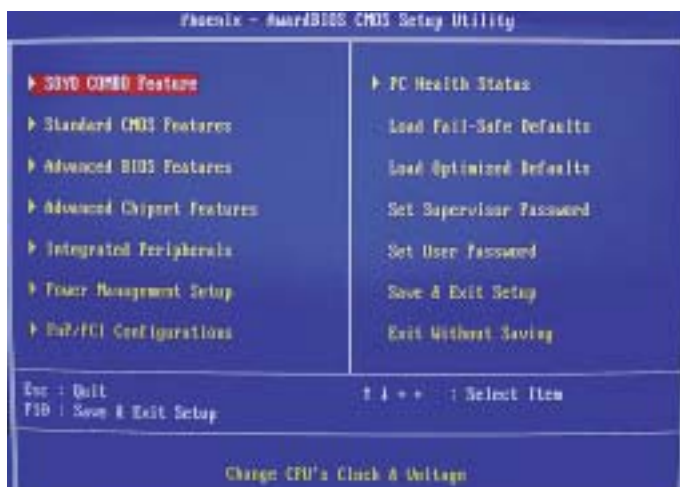 Phoenix - AwardBIOS CMOS Setup Utility
SOYO COMBO Feature
Standard CMOS Features
Advanced BIOS Features
Advanced Chipset Features
Integrated Peripherals
Power Management Setup
PnP/PCI Configurations
PC Health Status
Load Fail-Safe Defaults
Load Optimized Defaults
Set Supervisor Password
Set User Password
Save & Exit Setup
Exit Without Saving
Esc : Quit
F10 : Save & Exit Setup
↑ ↓ → ← : Select Item
Change CPU's Clock & Voltage